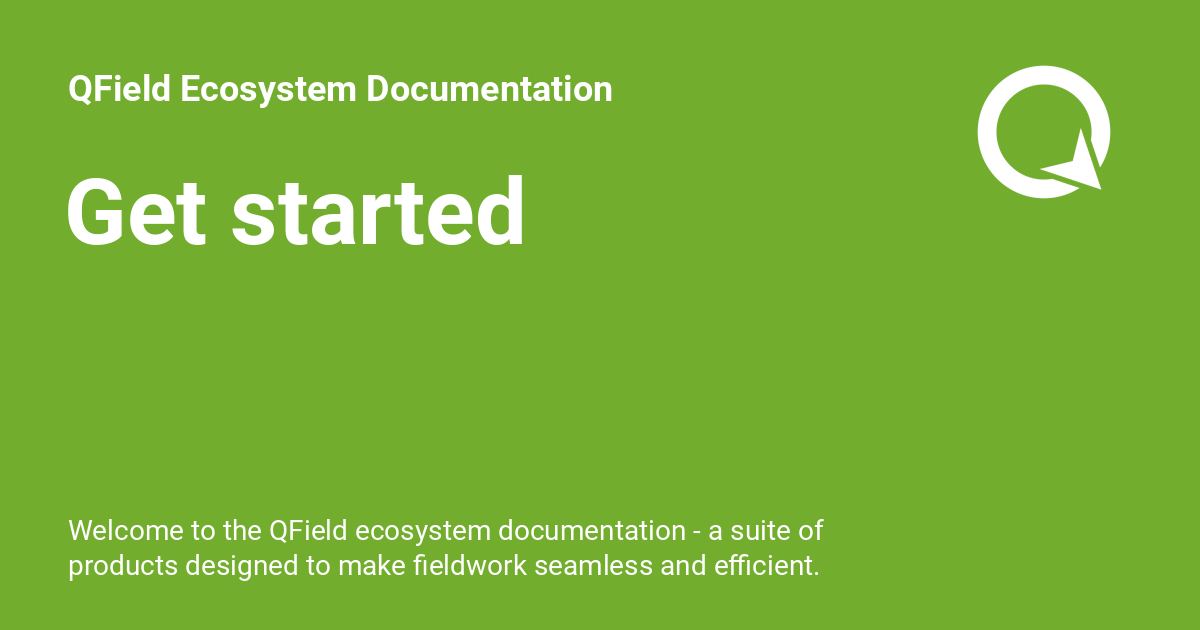 QField Ecosystem Documentation
Get started
Welcome to the QField ecosystem documentation - a suite of
products designed to make fieldwork seamless and efficient.